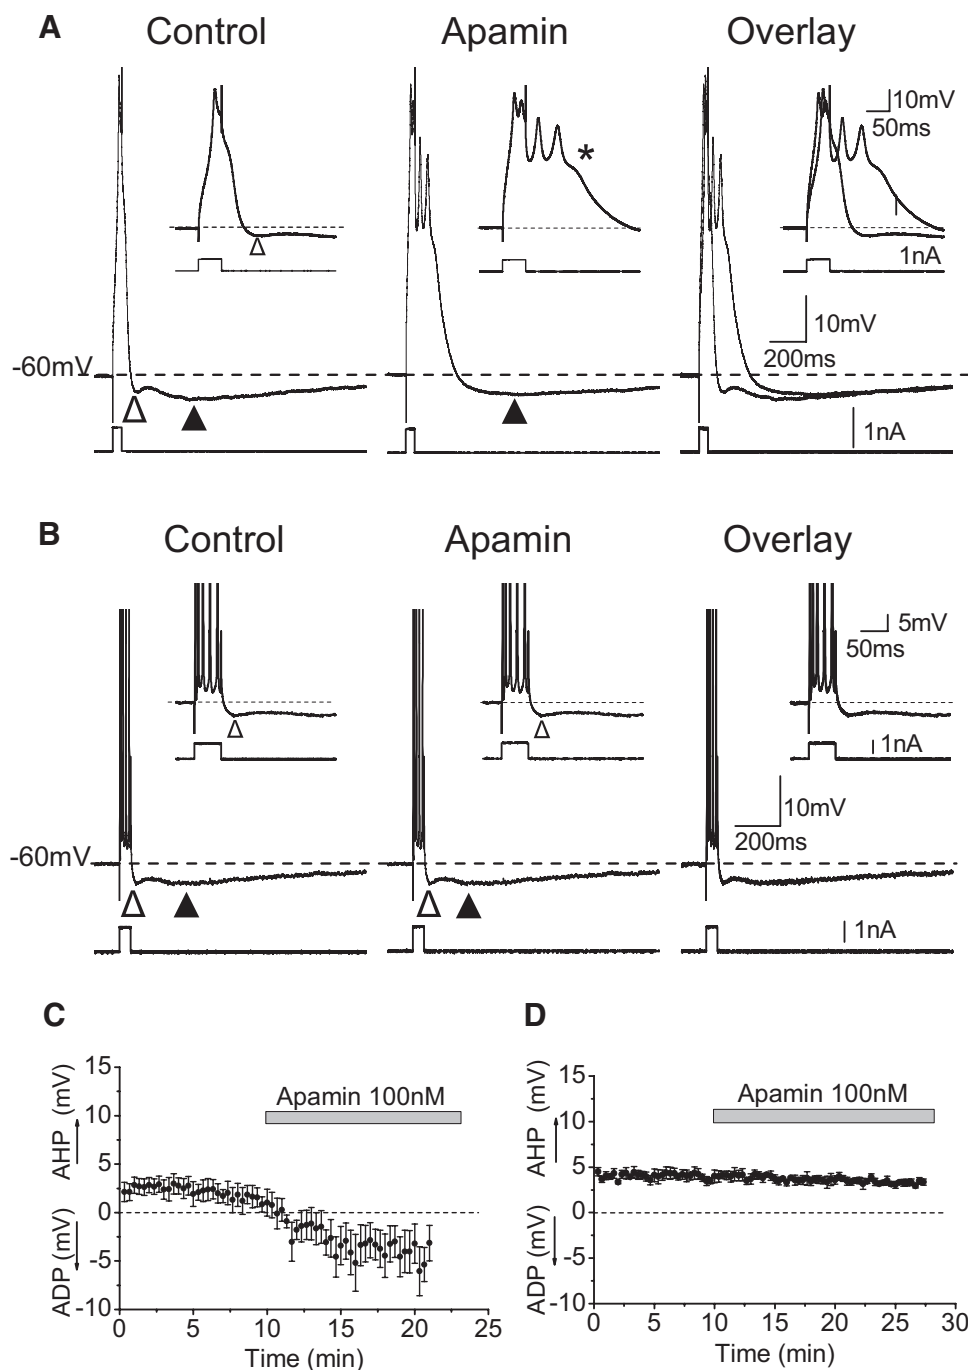 A
Control
Apamin
Overlay
*
10mV
50ms
1nA
10mV
200ms
-60mV
1nA
B
Control
Apamin
Overlay
5mV
50ms
1nA
10mV
200ms
-60mV
1nA
C
D
15
10
5
0
-5
-10
AHP (mV)
ADP (mV)
Apamin 100nM
0 5 10 15 20 25
Time (min)
15
10
5
0
-5
-10
AHP (mV)
ADP (mV)
Apamin 100nM
0 5 10 15 20 25 30
Time (min)